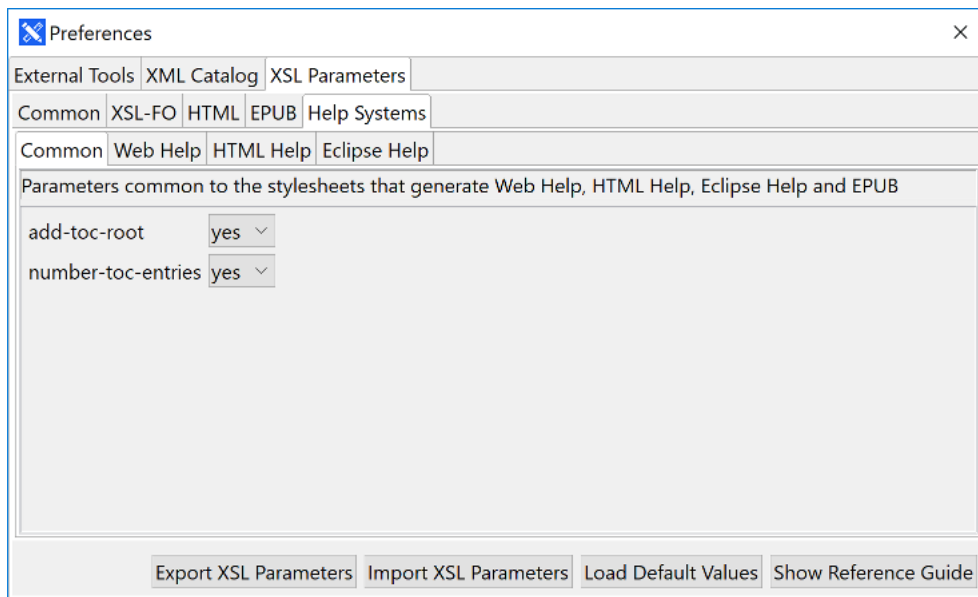 Preferences
External Tools XML Catalog XSL Parameters
Common XSL-FO HTML EPUB Help Systems
Common Web Help HTML Help Eclipse Help
Parameters common to the stylesheets that generate Web Help, HTML Help, Eclipse Help and EPUB
add-toc-root yes
number-toc-entries yes
Export XSL Parameters Import XSL Parameters Load Default Values Show Reference Guide